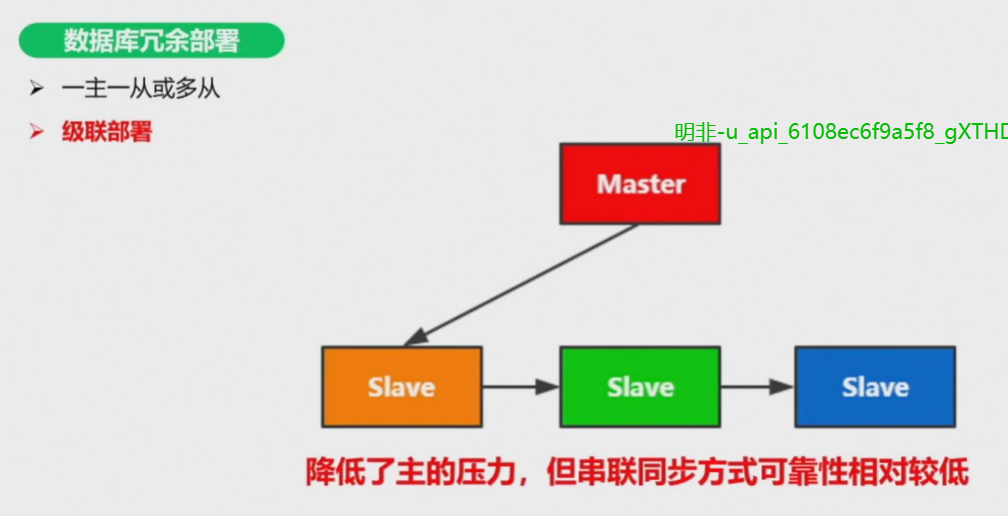 数据库冗余部署
一主一从或多从
级联部署
明非-u_api_6108ec6f9a5f8_gXTHD
Master
Slave
Slave
Slave
降低了主的压力，但串联同步方式可靠性相对较低